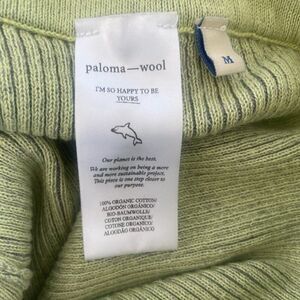 paloma—wool
M
I'M SO HAPPY TO BE
YOURS
Our planet is the best.
We are working on being a more
and more sustainable project.
This piece is one step closer to
our purpose.
100% ORGANIC COTTON/
ALGODÓN ORGÁNICO/
BIO-BAUMWOLLE/
COTON ORGANIQUE/
COTONE ORGANICO/
ALGODÃO ORGÂNICO